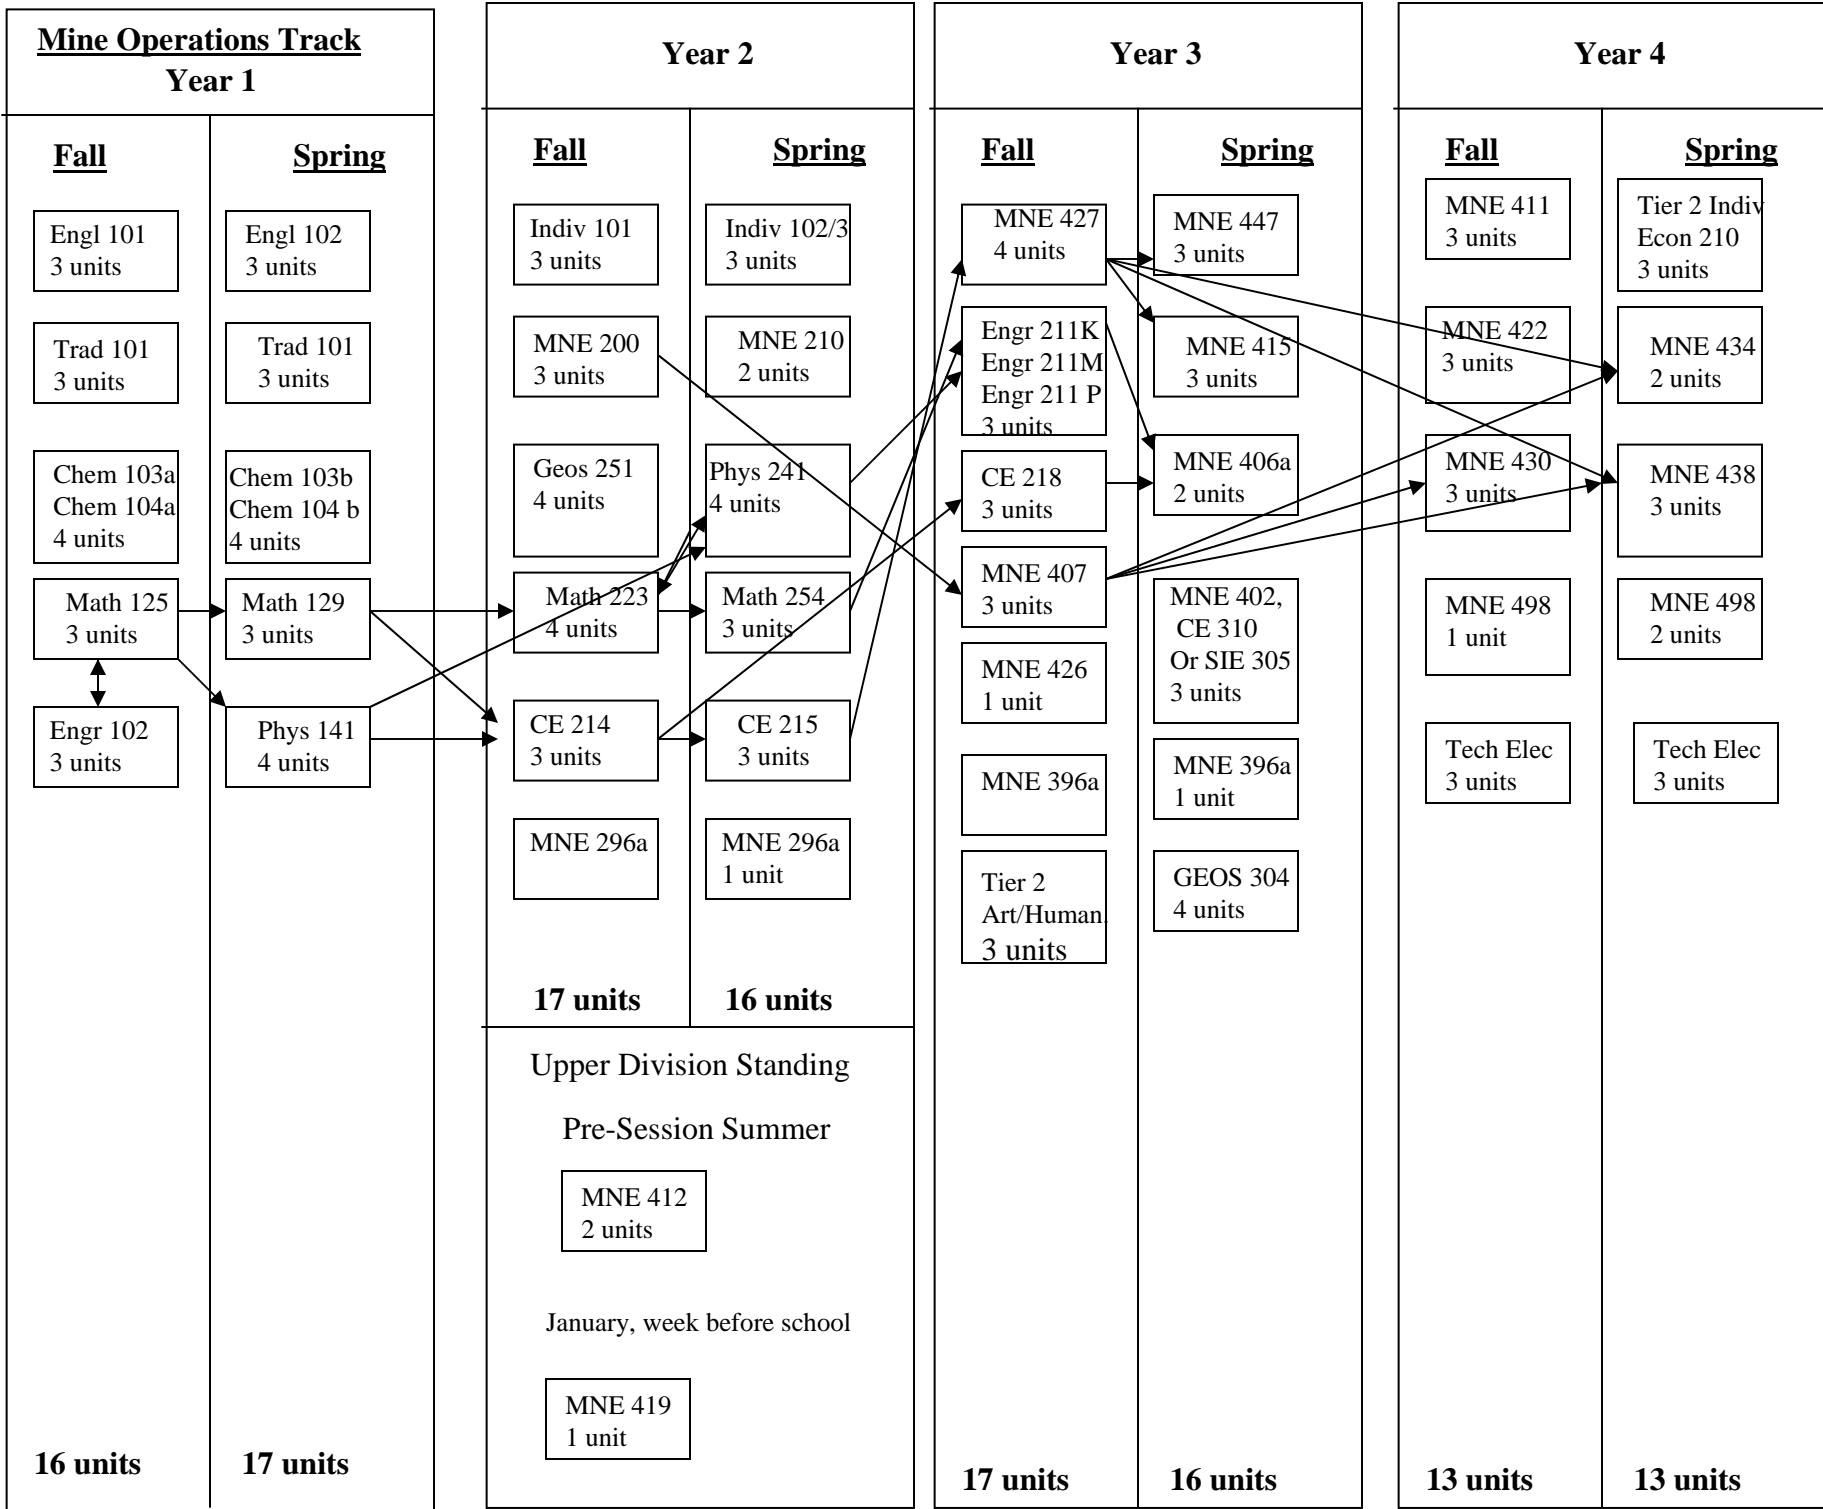 Mine Operations Track
Year 1
Fall
Spring
Engl 101
3 units
Engl 102
3 units
Trad 101
3 units
Trad 101
3 units
Chem 103a
Chem 104a
4 units
Chem 103b
Chem 104 b
4 units
Math 125
3 units
Math 129
3 units
Engr 102
3 units
Phys 141
4 units
16 units
17 units
Year 2
Fall
Spring
Indiv 101
3 units
Indiv 102/3
3 units
MNE 200
3 units
MNE 210
2 units
Geos 251
4 units
Phys 241
4 units
Math 223
4 units
Math 254
3 units
CE 214
3 units
CE 215
3 units
MNE 296a
MNE 296a
1 unit
17 units
16 units
Upper Division Standing
Pre-Session Summer
MNE 412
2 units
January, week before school
MNE 419
1 unit
Year 3
Fall
Spring
MNE 427
4 units
MNE 447
3 units
Engr 211K
Engr 211M
Engr 211 P
3 units
MNE 415
3 units
CE 218
3 units
MNE 406a
2 units
MNE 407
3 units
MNE 402,
CE 310
Or SIE 305
3 units
MNE 426
1 unit
MNE 396a
MNE 396a
1 unit
Tier 2
Art/Human.
3 units
GEOS 304
4 units
17 units
16 units
Year 4
Fall
Spring
MNE 411
3 units
Tier 2 Indiv
Econ 210
3 units
MNE 422
3 units
MNE 434
2 units
MNE 430
3 units
MNE 438
3 units
MNE 498
1 unit
MNE 498
2 units
Tech Elec
3 units
Tech Elec
3 units
13 units
13 units